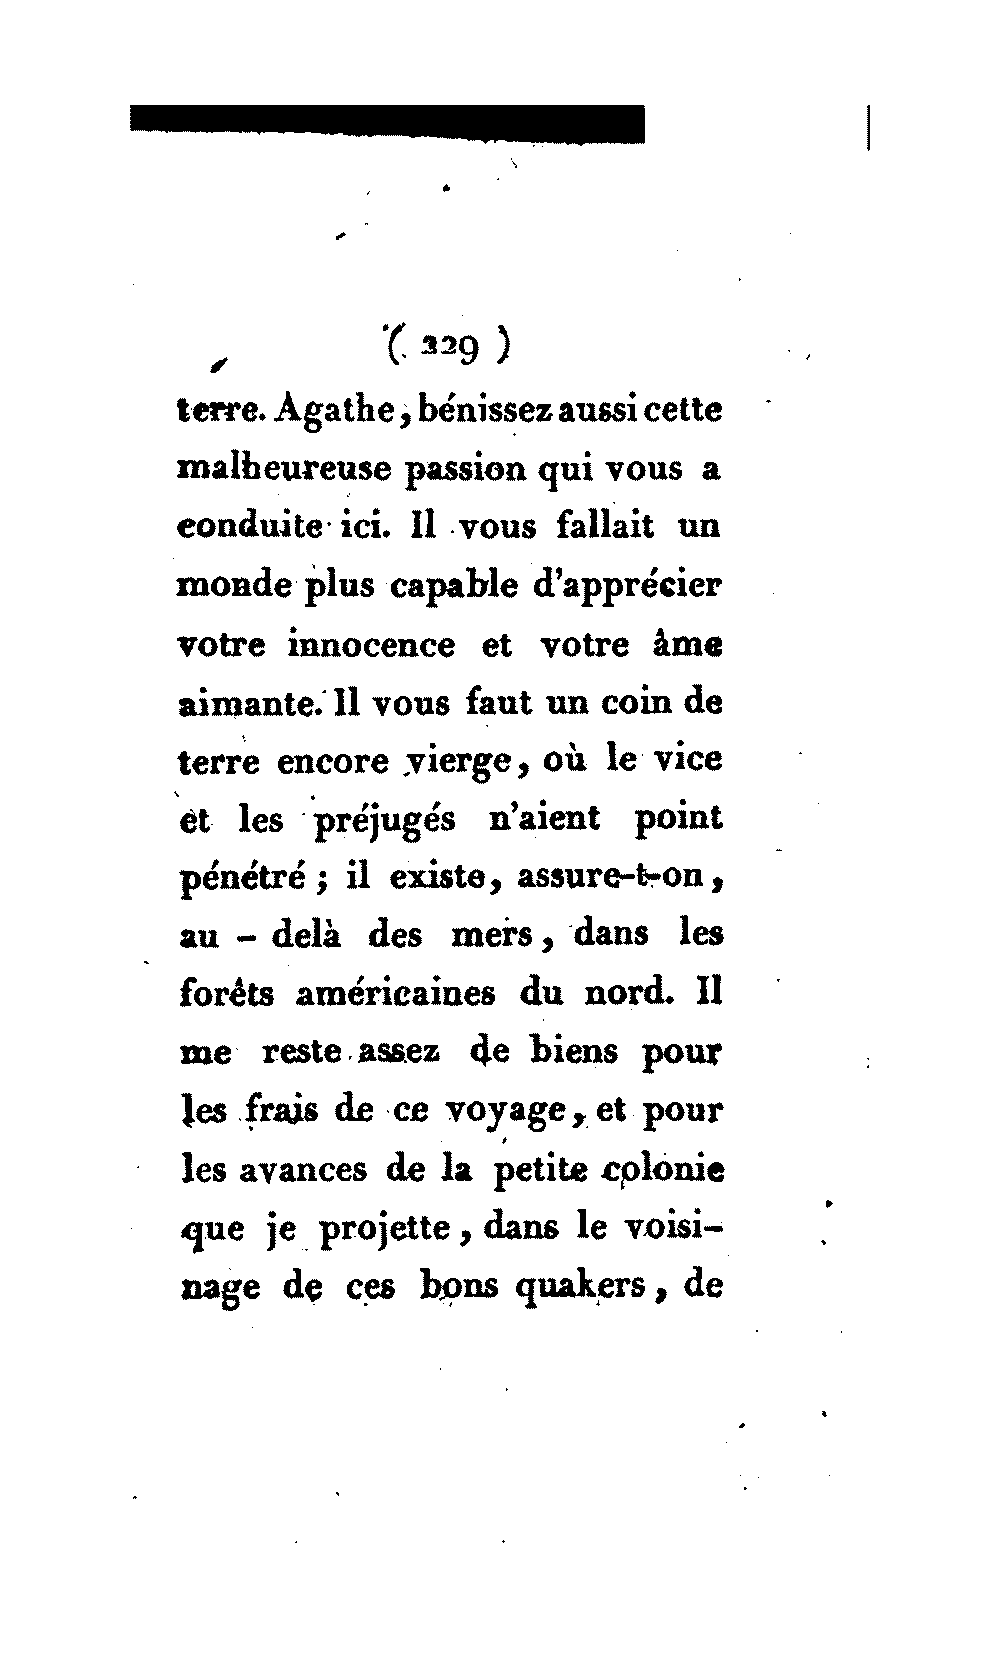 ( 229 )
terre. Agathe, bénissez aussi cette
malheureuse passion qui vous a
conduite ici. Il vous fallait un
monde plus capable d'apprécier
votre innocence et votre âme
aimante. Il vous faut un coin de
terre encore vierge, où le vice
et les préjugés n'aient point
pénétré ; il existe, assure-t-on,
au - delà des mers, dans les
forêts américaines du nord. Il
me reste assez de biens pour
les frais de ce voyage, et pour
les avances de la petite colonie
que je projette, dans le voisi-
nage de ces bons quakers, de